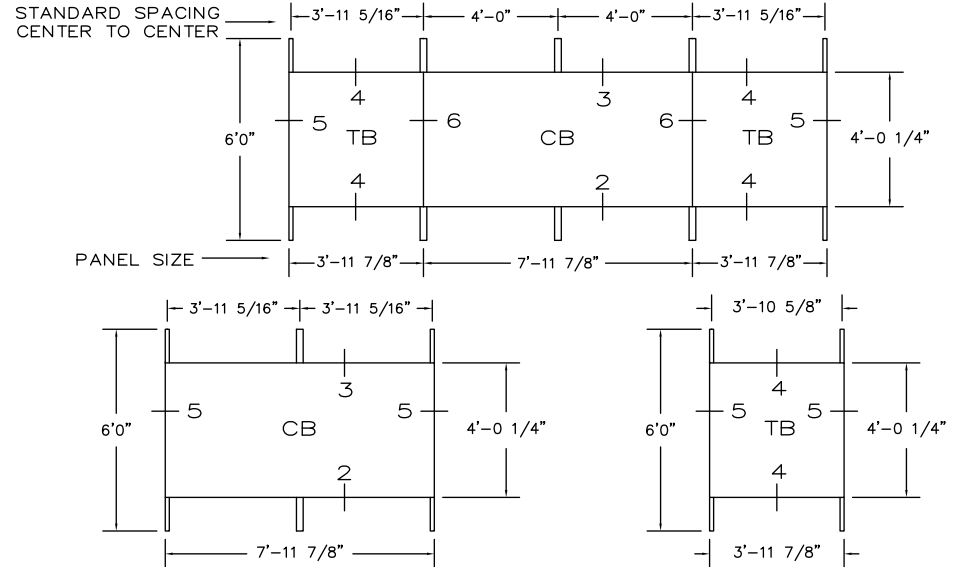 STANDARD SPACING
CENTER TO CENTER
3'-11 5/16" 4'-0" 4'-0" 3'-11 5/16"
4 3 4
5 TB 6 CB 6 TB 5
6'0" 4'-0 1/4"
4 2 4
PANEL SIZE
3'-11 7/8" 7'-11 7/8" 3'-11 7/8"
3'-11 5/16" 3'-11 5/16"
3
5 CB 5
6'0" 4'-0 1/4"
2
7'-11 7/8"
3'-10 5/8"
4
5 TB 5
6'0" 4'-0 1/4"
4
3'-11 7/8"